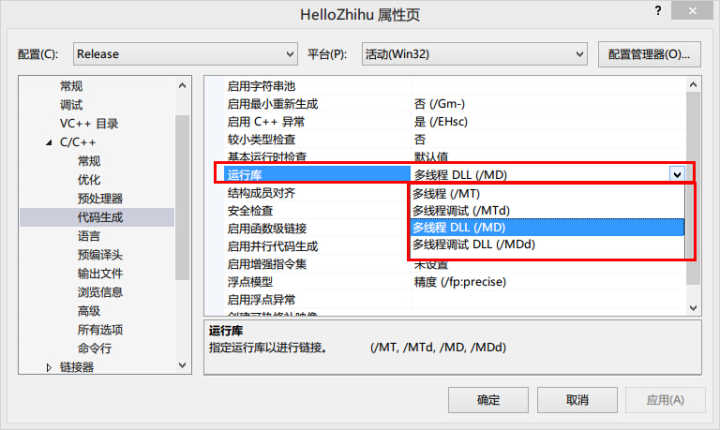 HelloZhihu 属性页
?
配置(C): Release 平台(P): 活动(Win32) 配置管理器(O)...
常规
调试
VC++ 目录
C/C++
常规
优化
预处理器
代码生成
语言
预编译头
输出文件
浏览信息
高级
所有选项
命令行
链接器
启用字符串池
启用最小重新生成 否 (/Gm-)
启用 C++ 异常 是 (/EHsc)
较小类型检查 否
基本运行时检查 默认值
运行库 多线程 DLL (/MD)
结构成员对齐
安全检查
启用函数级链接
启用并行代码生成
启用增强指令集 未设置
浮点模型 精度 (/fp:precise)
启用浮点异常
创建可热修补映像
多线程 (/MT)
多线程调试 (/MTd)
多线程 DLL (/MD)
多线程调试 DLL (/MDd)
运行库
指定运行库以进行链接。 (/MT, /MTd, /MD, /MDd)
确定 取消 应用(A)